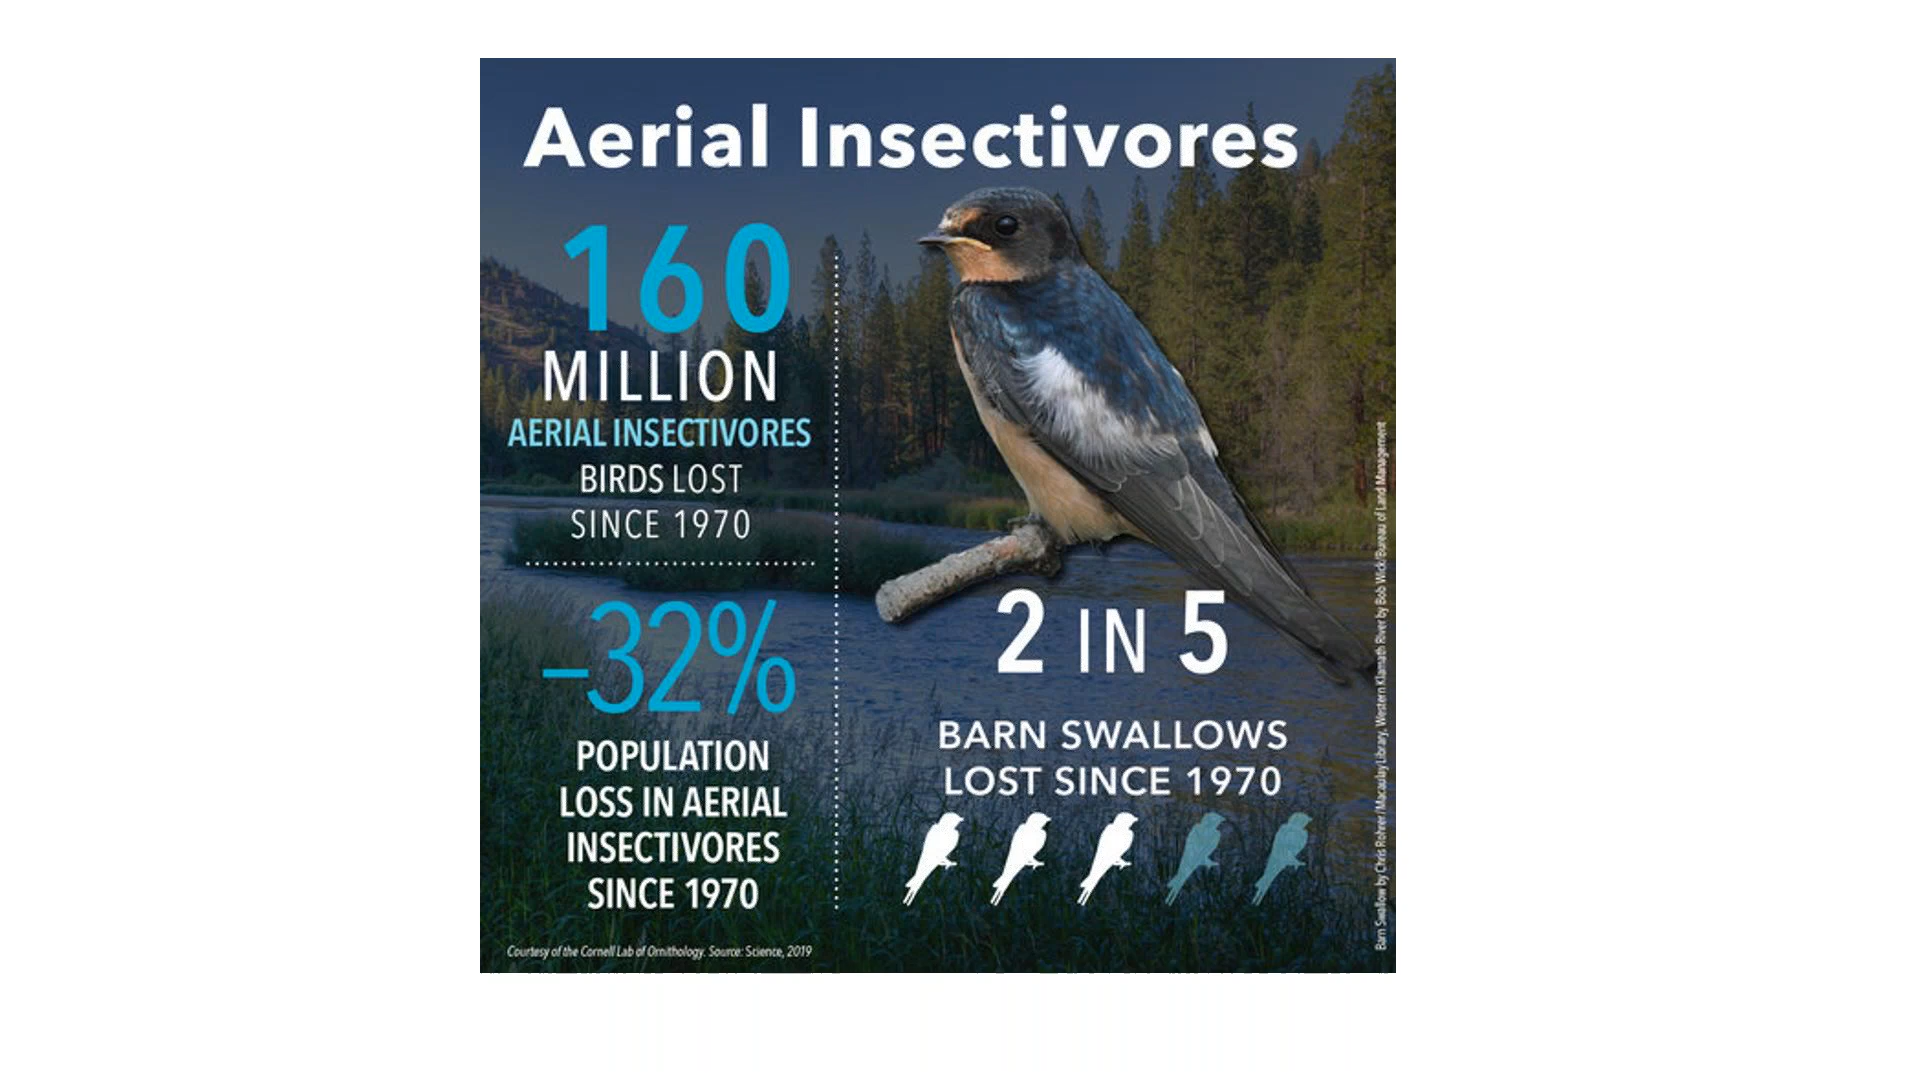 Aerial Insectivores
160
MILLION
AERIAL INSECTIVORES
BIRDS LOST
SINCE 1970
–32%
POPULATION
LOSS IN AERIAL
INSECTIVORES
SINCE 1970
2 IN 5
BARN SWALLOWS
LOST SINCE 1970
Courtesy of the Cornell Lab of Ornithology. Source: Science, 2019
Barn Swallow by Chris Rohrer/Macaulay Library, Western Klamath River by Bob Wick/Bureau of Land Management